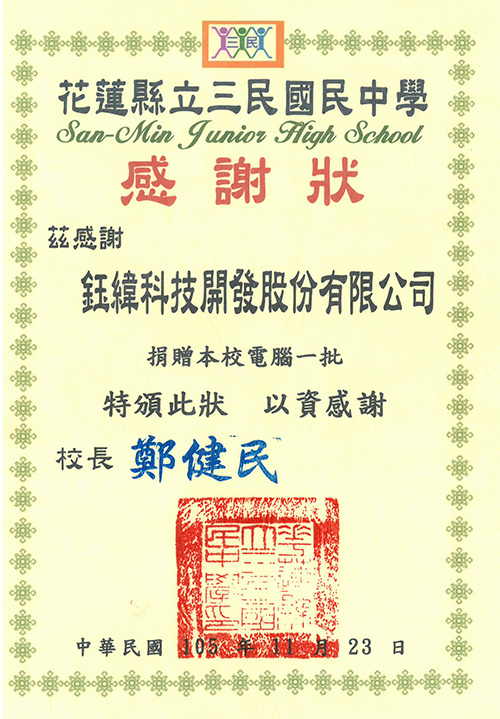 三民
花蓮縣立三民國民中學
San-Min Junior High School
感謝狀
茲感謝
鈺緯科技開發股份有限公司
捐贈本校電腦一批
特頒此狀 以資感謝
校長 鄭健民
中華民國 105 年 11 月 23 日